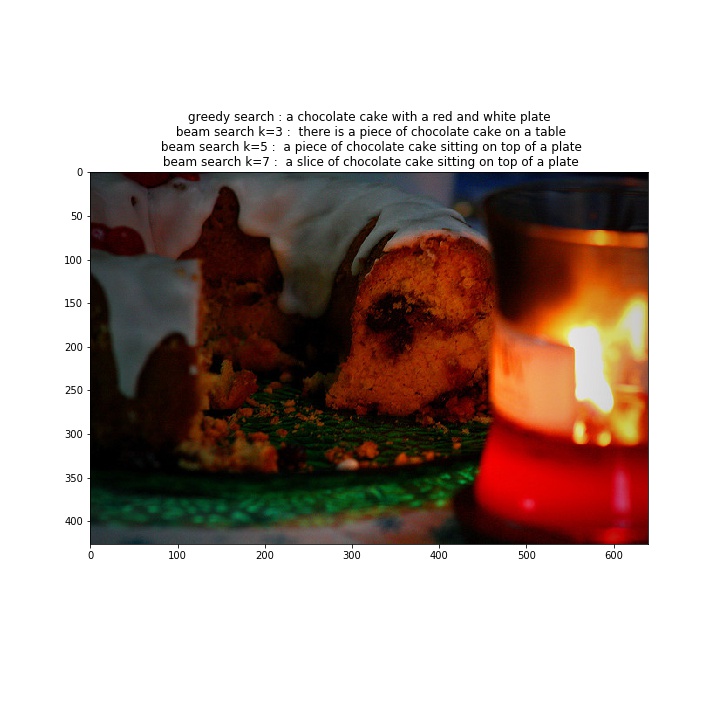 greedy search : a chocolate cake with a red and white plate
beam search k=3 :  there is a piece of chocolate cake on a table
beam search k=5 :  a piece of chocolate cake sitting on top of a plate
beam search k=7 :  a slice of chocolate cake sitting on top of a plate
0
50
100
150
200
250
300
350
400
0 100 200 300 400 500 600